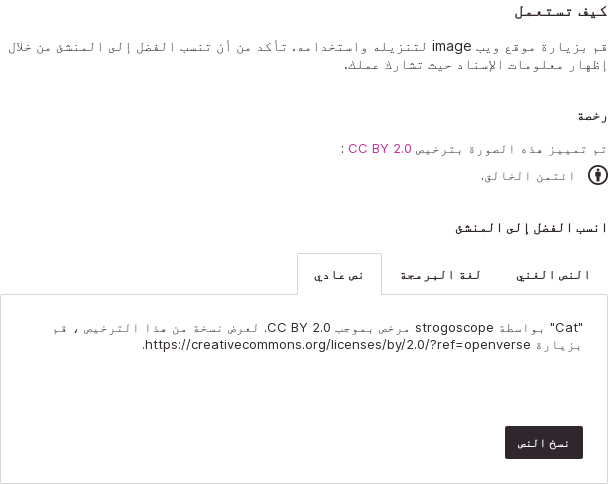 كيف تستعمل
قم بزيارة موقع ويب image لتنزيله واستخدامه. تأكد من أن تنسب الفضل إلى المنشئ من خلال
إظهار معلومات الإسناد حيث تشارك عملك.
رخصة
تم تمييز هذه الصورة بترخيص CC BY 2.0 :
ائتمن الخالق.
انسب الفضل إلى المنشئ
النص الغني
لغة البرمجة
نص عادي
"Cat" بواسطة strogoscope مرخص بموجب CC BY 2.0. لعرض نسخة من هذا الترخيص ، قم
بزيارة https://creativecommons.org/licenses/by/2.0/?ref=openverse.
نسخ النص